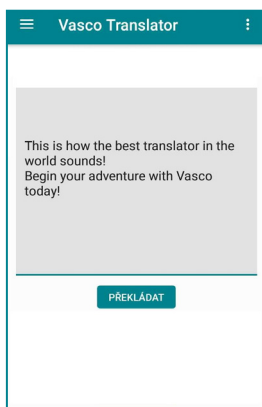 Vasco Translator
This is how the best translator in the
world sounds!
Begin your adventure with Vasco
today!
PŘEKLÁDAT